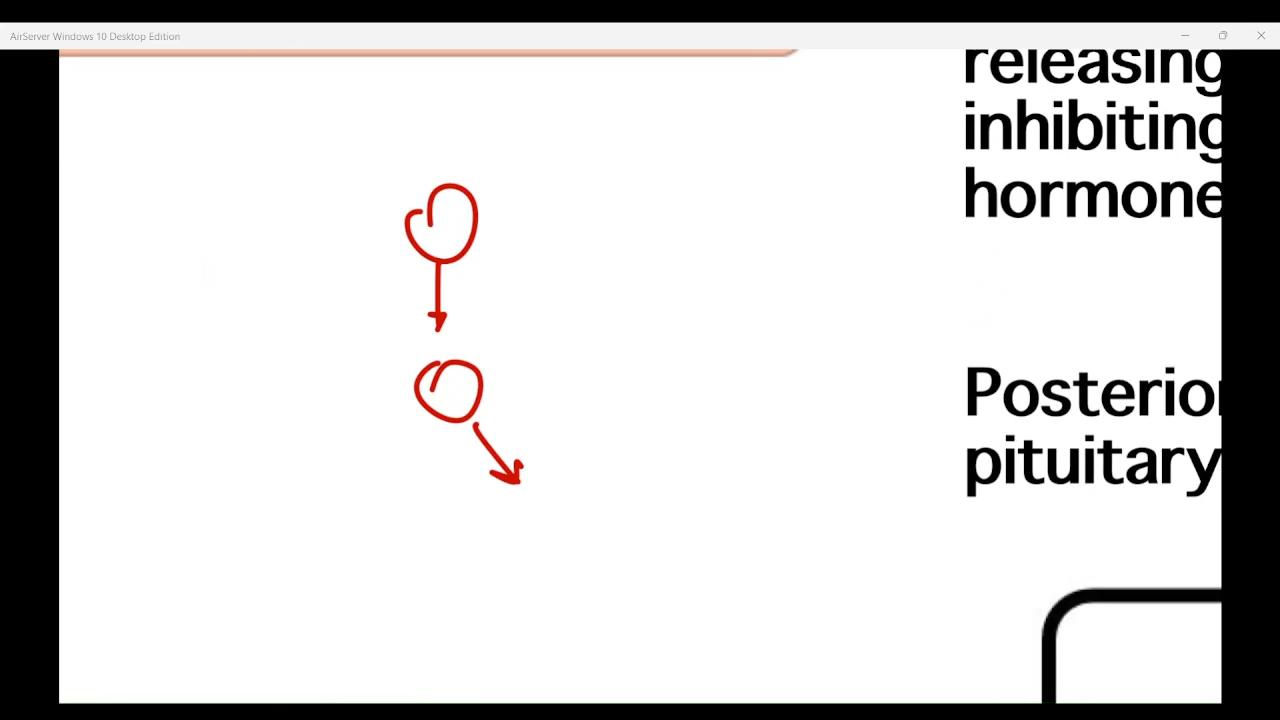 AirServer Windows 10 Desktop Edition
releasing
inhibiting
hormone
Posterior
pituitary